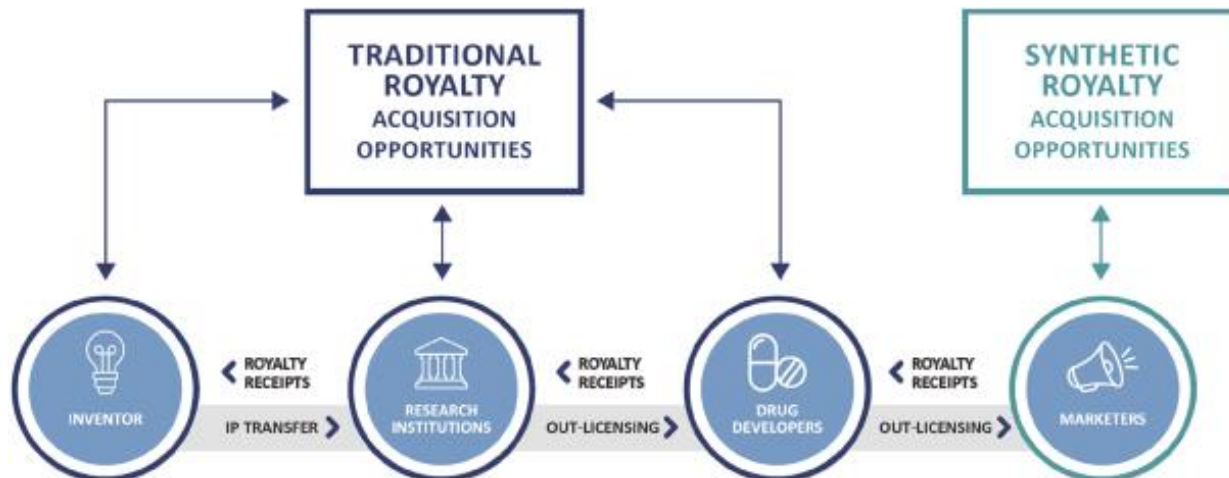 TRADITIONAL
ROYALTY
ACQUISITION
OPPORTUNITIES
SYNTHETIC
ROYALTY
ACQUISITION
OPPORTUNITIES
INVENTOR
ROYALTY
RECEIPTS
IP TRANSFER
RESEARCH
INSTITUTIONS
ROYALTY
RECEIPTS
OUT-LICENSING
DRUG
DEVELOPERS
ROYALTY
RECEIPTS
OUT-LICENSING
MARKETERS